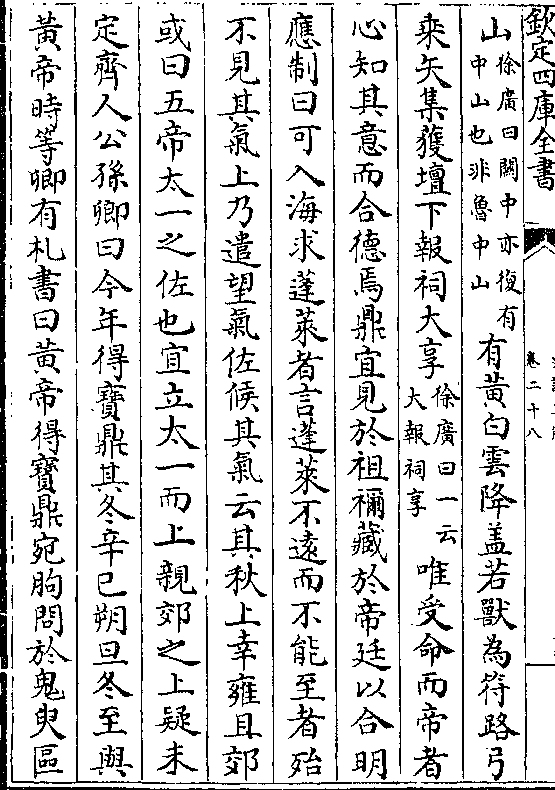 欽定四庫全書
卷二十八
山徐廣曰關中亦復有中山也非魯中山有黃白雲降盖若獸為符路弓
乘矢集獲壇下報祠大享徐廣曰一云大報祠享唯受命而帝者
心知其意而合德焉鼎宜見於祖禰藏於帝廷以合明
應制曰可入海求蓬萊者言蓬萊不遠而不能至者殆
不見其氣上乃遣望氣佐候其氣云其秋上幸雍且郊
或曰五帝太一之佐也宜立太一而上親郊之上疑未
定齊人公孫卿曰今年得寶鼎其冬辛巳朔旦冬至與
黃帝時等卿有札書曰黃帝得寶鼎宛朐問於鬼臾區